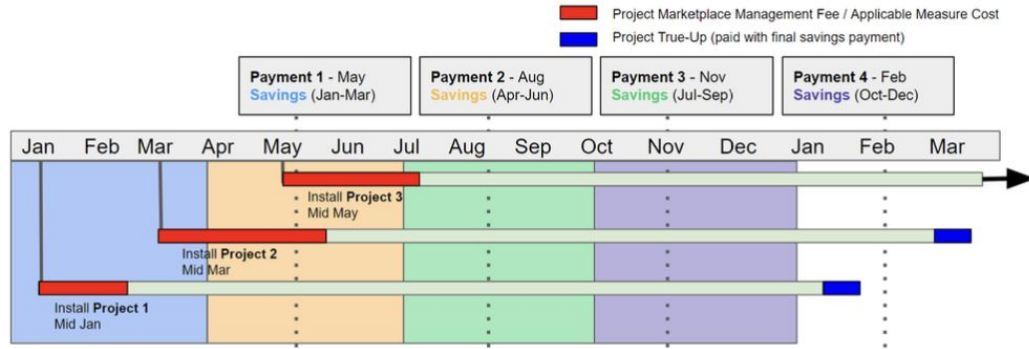 Project Marketplace Management Fee / Applicable Measure Cost
Project True-Up (paid with final savings payment)
Payment 1 - May
Savings (Jan-Mar)
Payment 2 - Aug
Savings (Apr-Jun)
Payment 3 - Nov
Savings (Jul-Sep)
Payment 4 - Feb
Savings (Oct-Dec)
Jan Feb Mar Apr May Jun Jul Aug Sep Oct Nov Dec Jan Feb Mar
Install Project 3
Mid May
Install Project 2
Mid Mar
Install Project 1
Mid Jan